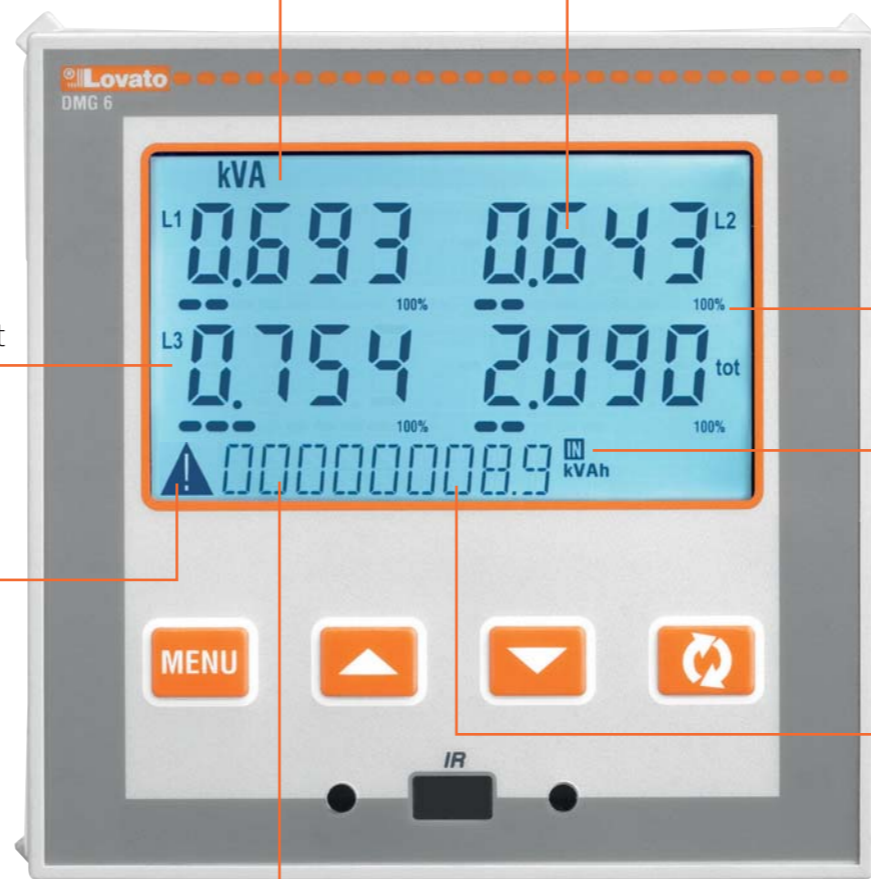 Lovato
DMG 6
kVA
L1 0.693 0.643 L2
100% 100%
L3 0.754 2.090 tot
100% 100%
! 00000008.9 IN kVAh
MENU
IR